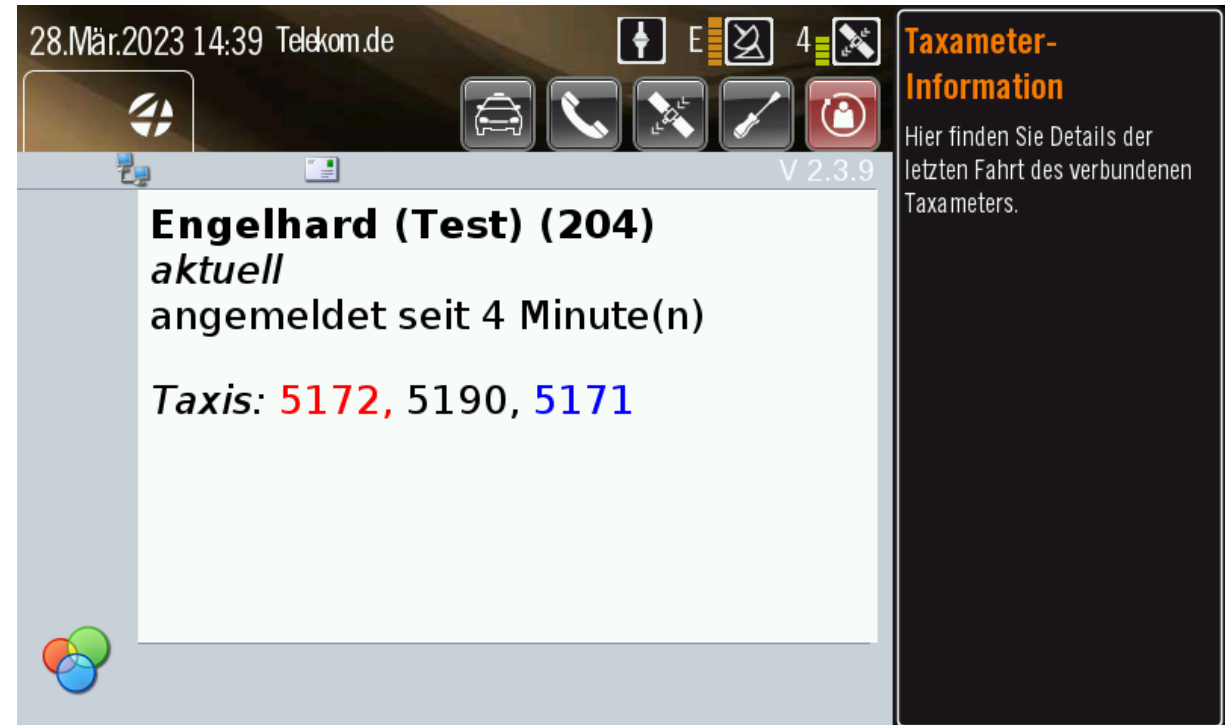 28.Mär.2023 14:39 Telekom.de E 4
V 2.3.9
Engelhard (Test) (204)
aktuell
angemeldet seit 4 Minute(n)
Taxis: 5172, 5190, 5171
Taxameter-
Information
Hier finden Sie Details der
letzten Fahrt des verbundenen
Taxameters.